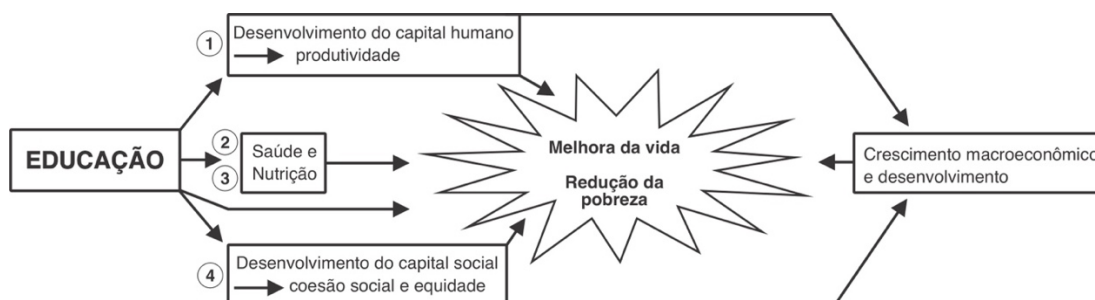 1
Desenvolvimento do capital humano
produtividade
EDUCAÇÃO
2
3
Saúde e
Nutrição
Melhora da vida
Redução da
pobreza
Crescimento macroeconômico
e desenvolvimento
4
Desenvolvimento do capital social
coesão social e equidade